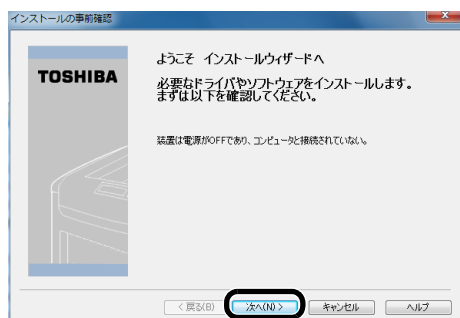 インストールの事前確認
TOSHIBA
ようこそ インストールウィザードへ
必要なドライバやソフトウェアをインストールします。
まずは以下を確認してください。
装置は電源がOFFであり、コンピュータと接続されていない。
< 戻る(B)
次へ(N) >
キャンセル
ヘルプ